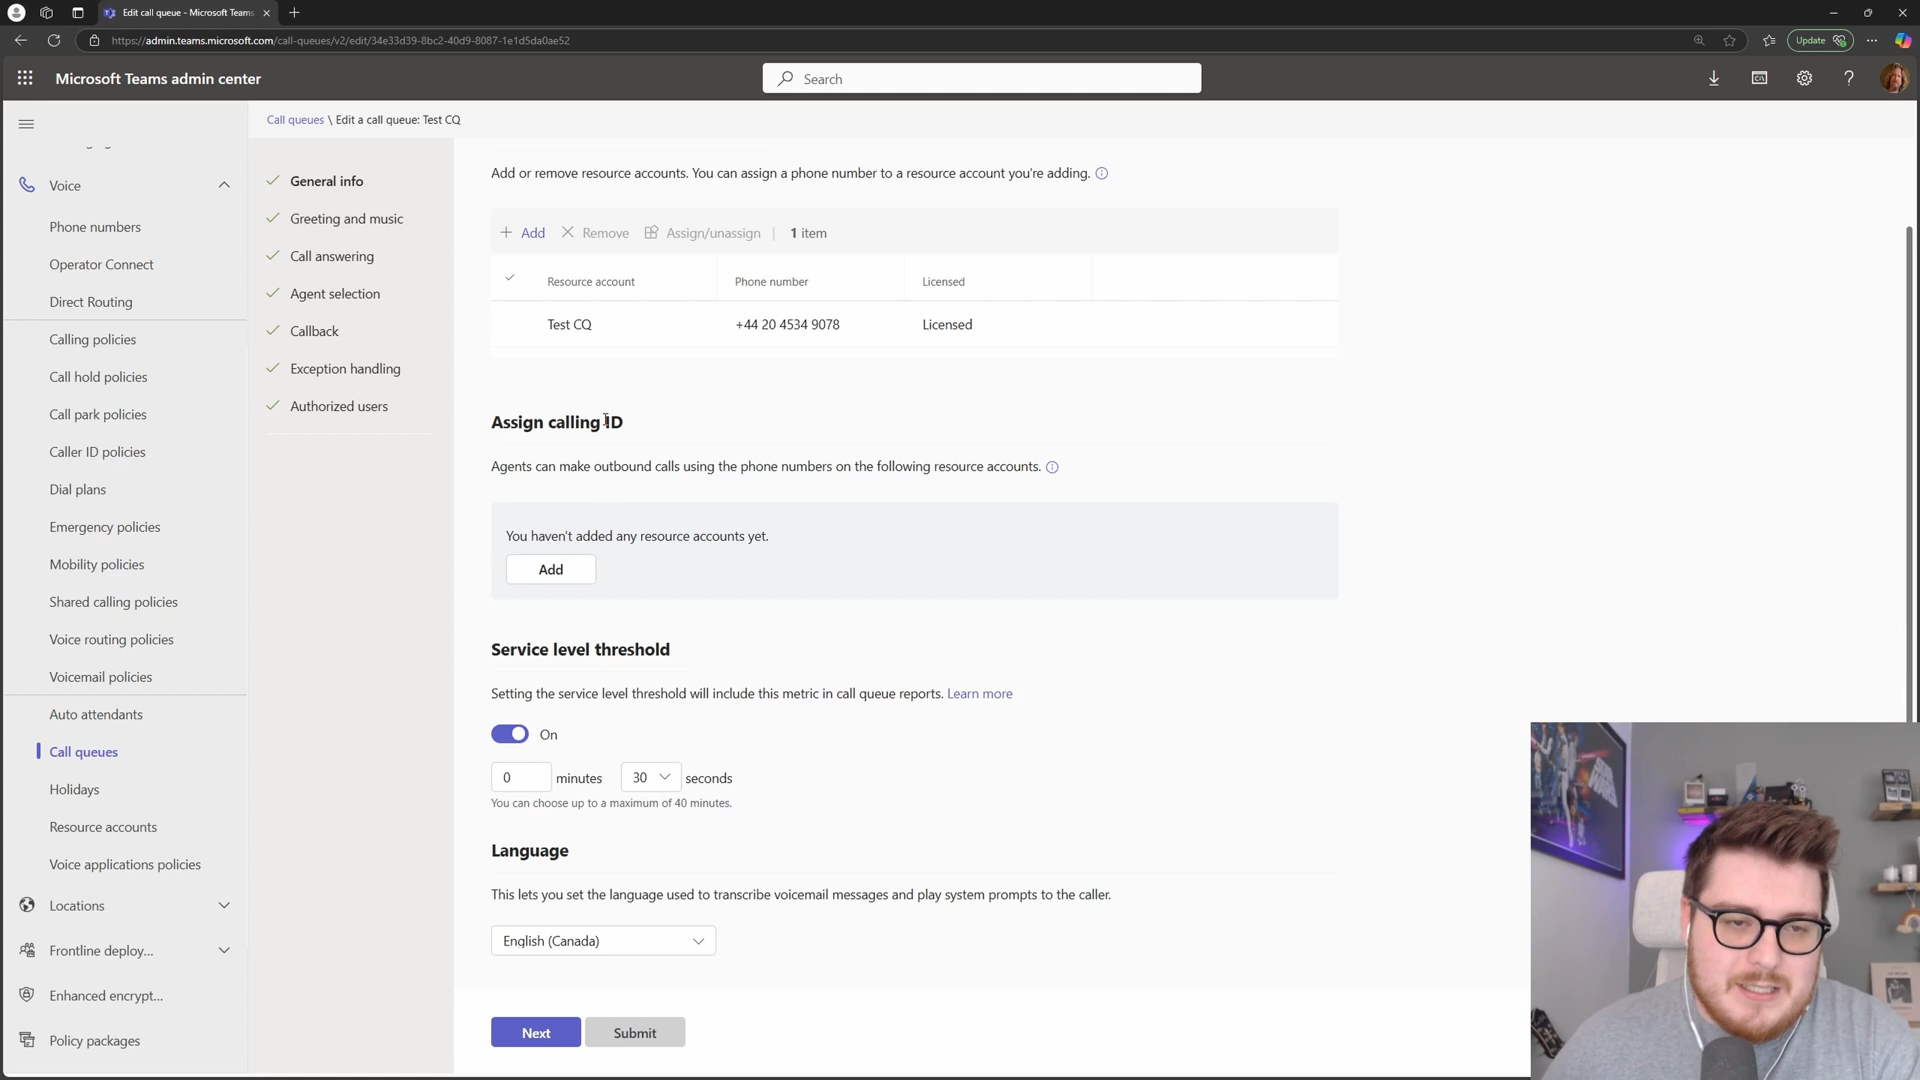 Edit call queue - Microsoft Teams
https://admin.teams.microsoft.com/call-queues/v2/edit/34e33d39-8bc2-40d9-8087-1e1d5da0ae52
Update
Microsoft Teams admin center
Search
Call queues \ Edit a call queue: Test CQ
Voice
Phone numbers
Operator Connect
Direct Routing
Calling policies
Call hold policies
Call park policies
Caller ID policies
Dial plans
Emergency policies
Mobility policies
Shared calling policies
Voice routing policies
Voicemail policies
Auto attendants
Call queues
Holidays
Resource accounts
Voice applications policies
Locations
Frontline deploy...
Enhanced encrypt...
Policy packages
General info
Greeting and music
Call answering
Agent selection
Callback
Exception handling
Authorized users
Add or remove resource accounts. You can assign a phone number to a resource account you're adding.
Add
Remove
Assign/unassign
1 item
Resource account
Phone number
Licensed
Test CQ
+44 20 4534 9078
Licensed
Assign calling ID
Agents can make outbound calls using the phone numbers on the following resource accounts.
You haven't added any resource accounts yet.
Add
Service level threshold
Setting the service level threshold will include this metric in call queue reports. Learn more
On
0 minutes 30 seconds
You can choose up to a maximum of 40 minutes.
Language
This lets you set the language used to transcribe voicemail messages and play system prompts to the caller.
English (Canada)
Next
Submit